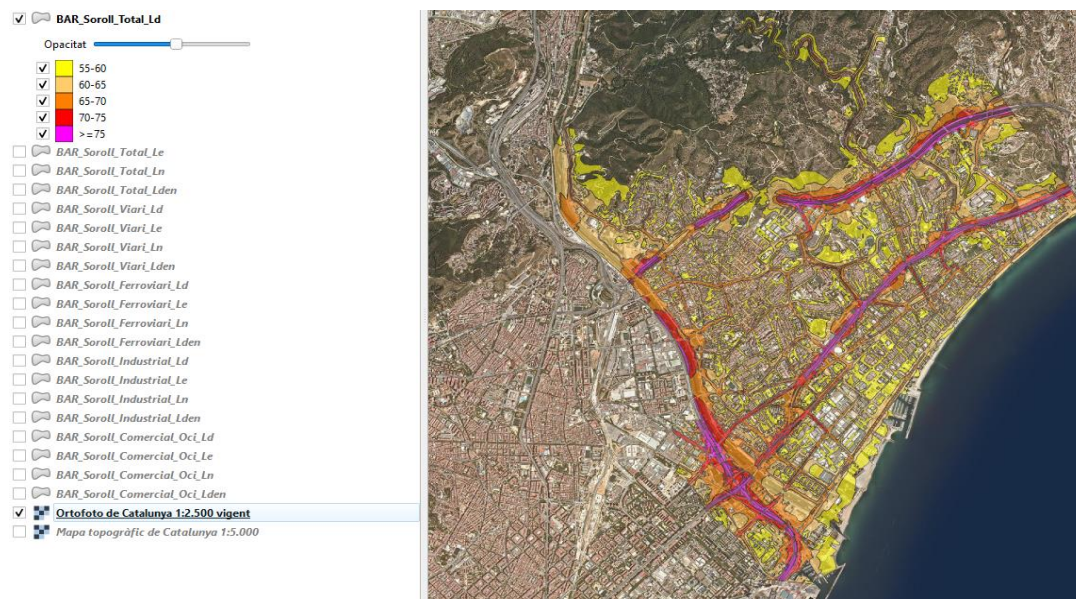 BAR_Soroll_Total_Ld
Opacitat
55-60
60-65
65-70
70-75
>=75
BAR_Soroll_Total_Le
BAR_Soroll_Total_Ln
BAR_Soroll_Total_Lden
BAR_Soroll_Viari_Ld
BAR_Soroll_Viari_Le
BAR_Soroll_Viari_Ln
BAR_Soroll_Viari_Lden
BAR_Soroll_Ferroviari_Ld
BAR_Soroll_Ferroviari_Le
BAR_Soroll_Ferroviari_Ln
BAR_Soroll_Ferroviari_Lden
BAR_Soroll_Industrial_Ld
BAR_Soroll_Industrial_Le
BAR_Soroll_Industrial_Ln
BAR_Soroll_Industrial_Lden
BAR_Soroll_Comercial_Oci_Ld
BAR_Soroll_Comercial_Oci_Le
BAR_Soroll_Comercial_Oci_Ln
BAR_Soroll_Comercial_Oci_Lden
Ortofoto de Catalunya 1:2.500 vigent
Mapa topogràfic de Catalunya 1:5.000